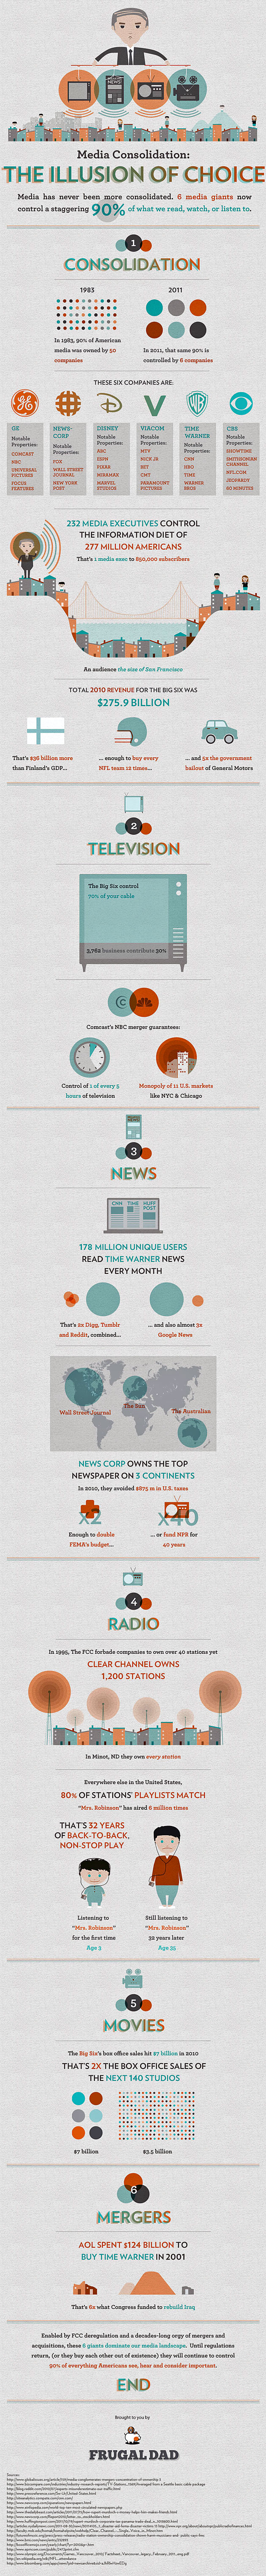 NEWS
Media Consolidation:
THE ILLUSION OF CHOICE
Media has never been more consolidated. 6 media giants now
control a staggering 90% of what we read, watch, or listen to.
1
CONSOLIDATION
1983
2011
In 1983, 90% of American
media was owned by 50
companies
In 2011, that same 90% is
controlled by 6 companies
THESE SIX COMPANIES ARE:
GE
Notable
Properties:
COMCAST
NBC
UNIVERSAL
PICTURES
FOCUS
FEATURES
NEWS-
CORP
Notable
Properties:
FOX
WALL STREET
JOURNAL
NEW YORK
POST
DISNEY
Notable
Properties:
ABC
ESPN
PIXAR
MIRAMAX
MARVEL
STUDIOS
VIACOM
Notable
Properties:
MTV
NICK JR
BET
CMT
PARAMOUNT
PICTURES
TIME
WARNER
Notable
Properties:
CNN
HBO
TIME
WARNER
BROS
CBS
Notable
Properties:
SHOWTIME
SMITHSONIAN
CHANNEL
NFL.COM
JEOPARDY
60 MINUTES
232 MEDIA EXECUTIVES CONTROL
THE INFORMATION DIET OF
277 MILLION AMERICANS
That's 1 media exec to 850,000 subscribers
An audience the size of San Francisco
TOTAL 2010 REVENUE FOR THE BIG SIX WAS
$275.9 BILLION
That's $36 billion more
than Finland's GDP...
... enough to buy every
NFL team 12 times...
... and 5x the government
bailout of General Motors
2
TELEVISION
The Big Six control
70% of your cable
3,762 business contribute 30%
Comcast's NBC merger guarantees:
Control of 1 of every 5
hours of television
Monopoly of 11 U.S. markets
like NYC & Chicago
3
NEWS
CNN TIME HUFF
POST
178 MILLION UNIQUE USERS
READ TIME WARNER NEWS
EVERY MONTH
That's 2x Digg, Tumblr
and Reddit, combined...
... and also almost 3x
Google News
Wall Street Journal
The Sun
The Australian
NEWS CORP OWNS THE TOP
NEWSPAPER ON 3 CONTINENTS
In 2010, they avoided $875 m in U.S. taxes
x2
x40
Enough to double
FEMA's budget...
... or fund NPR for
40 years
4
RADIO
In 1995, The FCC forbade companies to own over 40 stations yet
CLEAR CHANNEL OWNS
1,200 STATIONS
In Minot, ND they own every station
Everywhere else in the United States,
80% OF STATIONS' PLAYLISTS MATCH
"Mrs. Robinson" has aired 6 million times
THAT'S 32 YEARS
OF BACK-TO-BACK,
NON-STOP PLAY
Listening to
"Mrs. Robinson"
for the first time
Age 3
Still listening to
"Mrs. Robinson"
32 years later
Age 35
5
MOVIES
The Big Six's box office sales hit $7 billion in 2010
THAT'S 2X THE BOX OFFICE SALES OF
THE NEXT 140 STUDIOS
$7 billion
$3.5 billion
6
MERGERS
AOL SPENT $124 BILLION TO
BUY TIME WARNER IN 2001
That's 6x what Congress funded to rebuild Iraq
Enabled by FCC deregulation and a decades-long orgy of mergers and
acquisitions, these 6 giants dominate our media landscape. Until regulations
return, (or they buy each other out of existence) they will continue to control
90% of everything Americans see, hear and consider important.
END
Brought to you by
FRUGAL DAD
Sources: